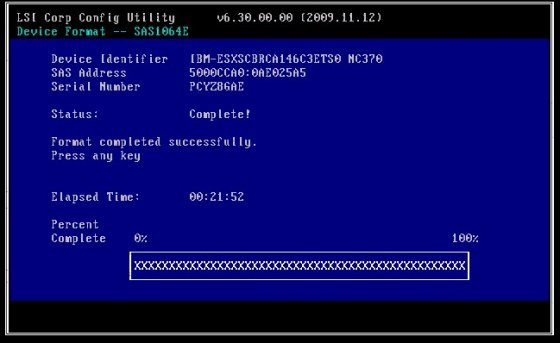 LSI Corp Config Utility v6.30.00.00 (2009.11.12)
Device Format -- SAS1064E
Device Identifier IBM-ESXSCBRCA146C3ETS0 NC370
SAS Address 5000CCA0:0AE025A5
Serial Number PCYZ86AE
Status: Complete!
Format completed successfully.
Press any key
Elapsed Time: 00:21:52
Percent
Complete 0% 100%
XXXXXXXXXXXXXXXXXXXXXXXXXXXXXXXXXXXXXXXXXXXXXXXX